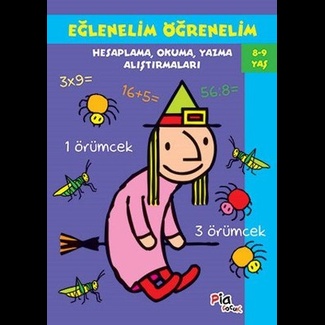 EĞLENELİM ÖĞRENELİM
HESAPLAMA, OKUMA, YAZMA
ALIŞTIRMALARI
8-9
YAŞ
3x9=
16+5=
56:8=
1 örümcek
3 örümcek
Pia
Çocuk